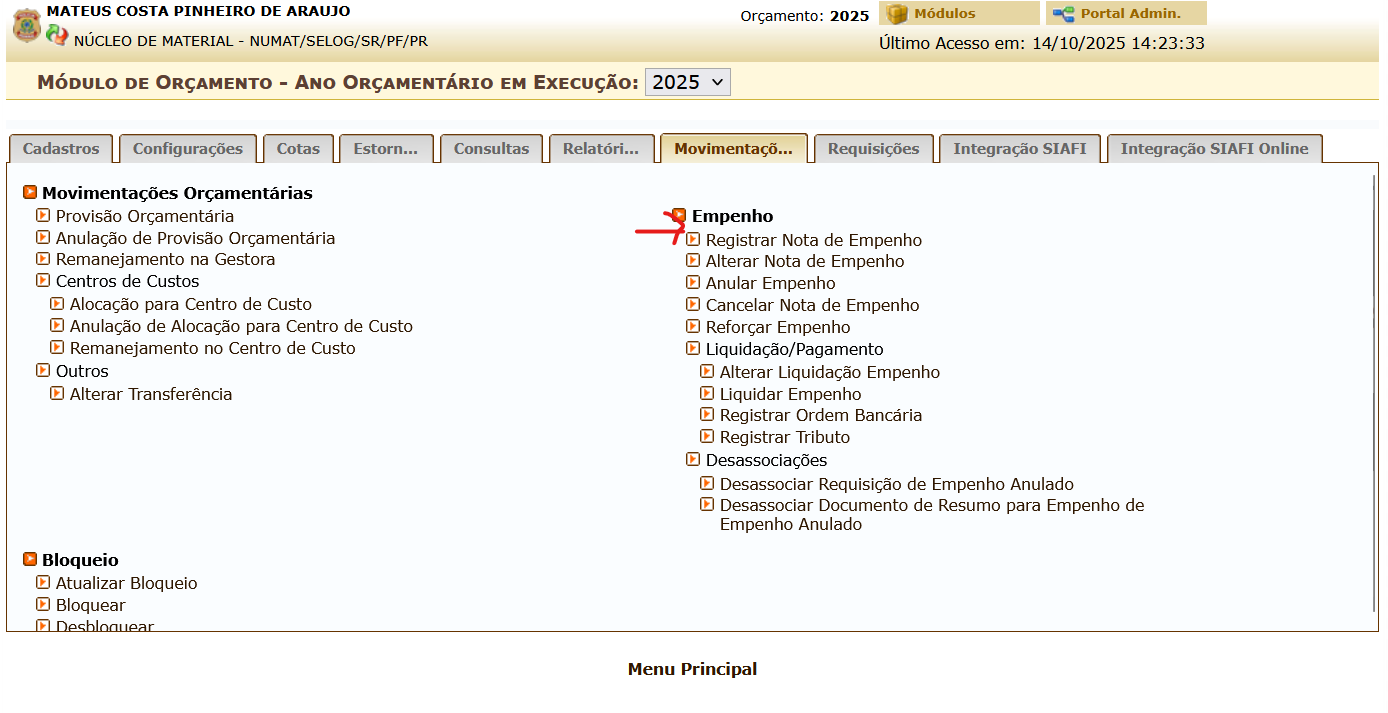 MATEUS COSTA PINHEIRO DE ARAUJO
NÚCLEO DE MATERIAL - NUMAT/SELOG/SR/PF/PR
Orçamento: 2025
Módulos
Portal Admin.
Último Acesso em: 14/10/2025 14:23:33
Módulo de Orçamento - Ano Orçamentário em Execução: 2025
Cadastros
Configurações
Cotas
Estorn...
Consultas
Relatóri...
Movimentaçõ...
Requisições
Integração SIAFI
Integração SIAFI Online
Movimentações Orçamentárias
Provisão Orçamentária
Anulação de Provisão Orçamentária
Remanejamento na Gestora
Centros de Custos
Alocação para Centro de Custo
Anulação de Alocação para Centro de Custo
Remanejamento no Centro de Custo
Outros
Alterar Transferência
Empenho
Registrar Nota de Empenho
Alterar Nota de Empenho
Anular Empenho
Cancelar Nota de Empenho
Reforçar Empenho
Liquidação/Pagamento
Alterar Liquidação Empenho
Liquidar Empenho
Registrar Ordem Bancária
Registrar Tributo
Desassociações
Desassociar Requisição de Empenho Anulado
Desassociar Documento de Resumo para Empenho de
Empenho Anulado
Bloqueio
Atualizar Bloqueio
Bloquear
Desbloquear
Menu Principal